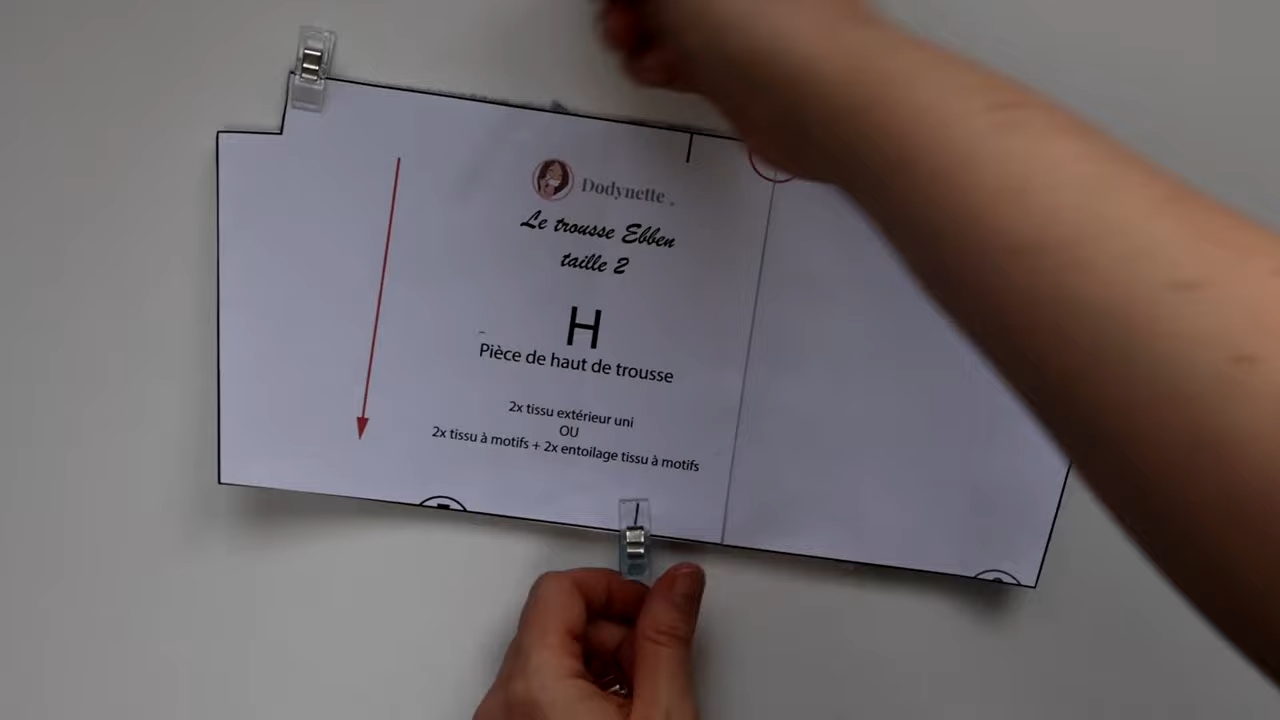 Dodynette
Le trousse Ebben
taille 2
H
Pièce de haut de trousse
2x tissu extérieur uni
OU
2x tissu à motifs + 2x entoilage tissu à motifs